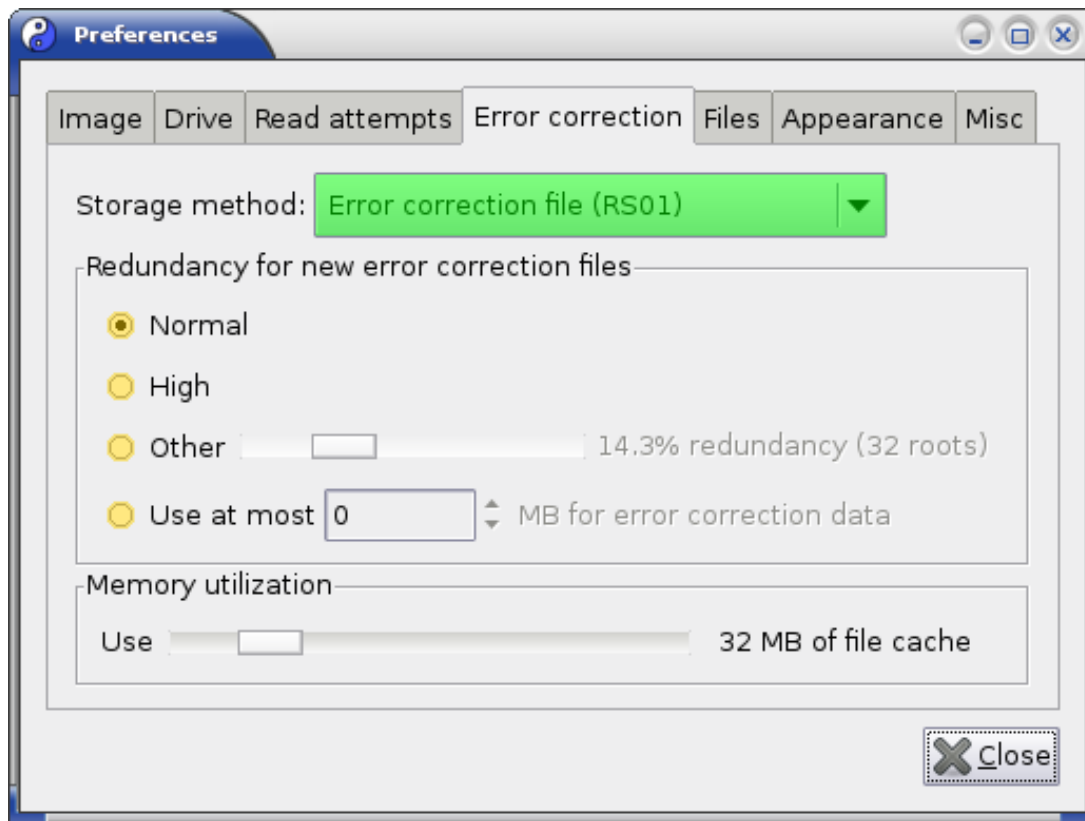 Preferences
Image Drive Read attempts Error correction Files Appearance Misc
Storage method: Error correction file (RS01)
Redundancy for new error correction files
Normal
High
Other 14.3% redundancy (32 roots)
Use at most 0 MB for error correction data
Memory utilization
Use 32 MB of file cache
Close